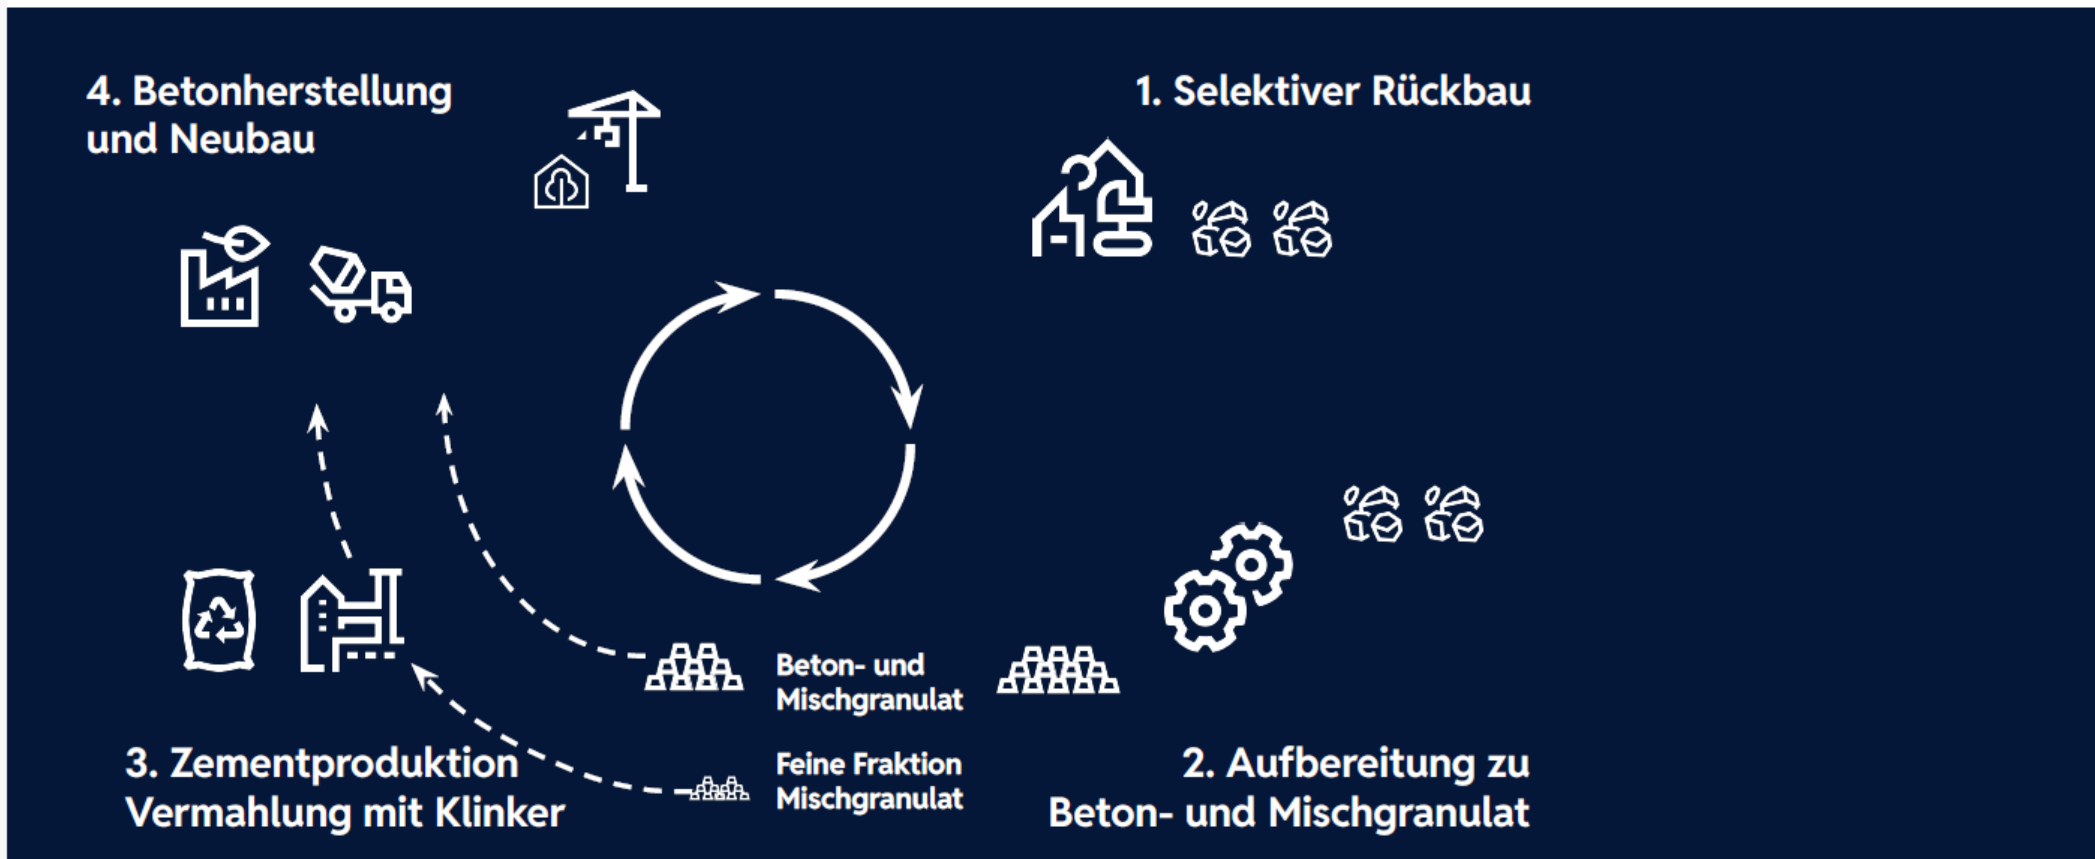 4. Betonherstellung
und Neubau
1. Selektiver Rückbau
Beton- und
Mischgranulat
Feine Fraktion
Mischgranulat
3. Zementproduktion
Vermahlung mit Klinker
2. Aufbereitung zu
Beton- und Mischgranulat